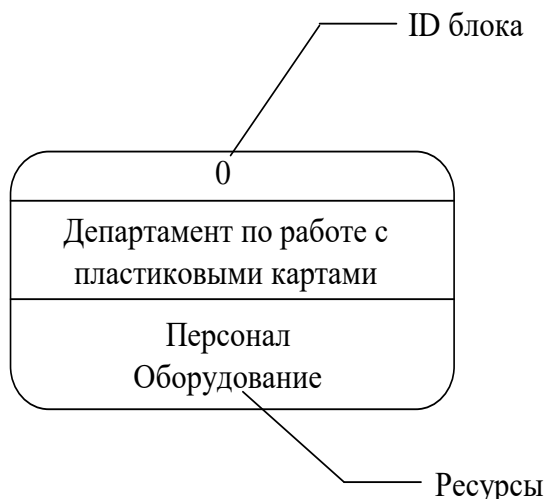 ID блока
0
Департамент по работе с
пластиковыми картами
Персонал
Оборудование
Ресурсы